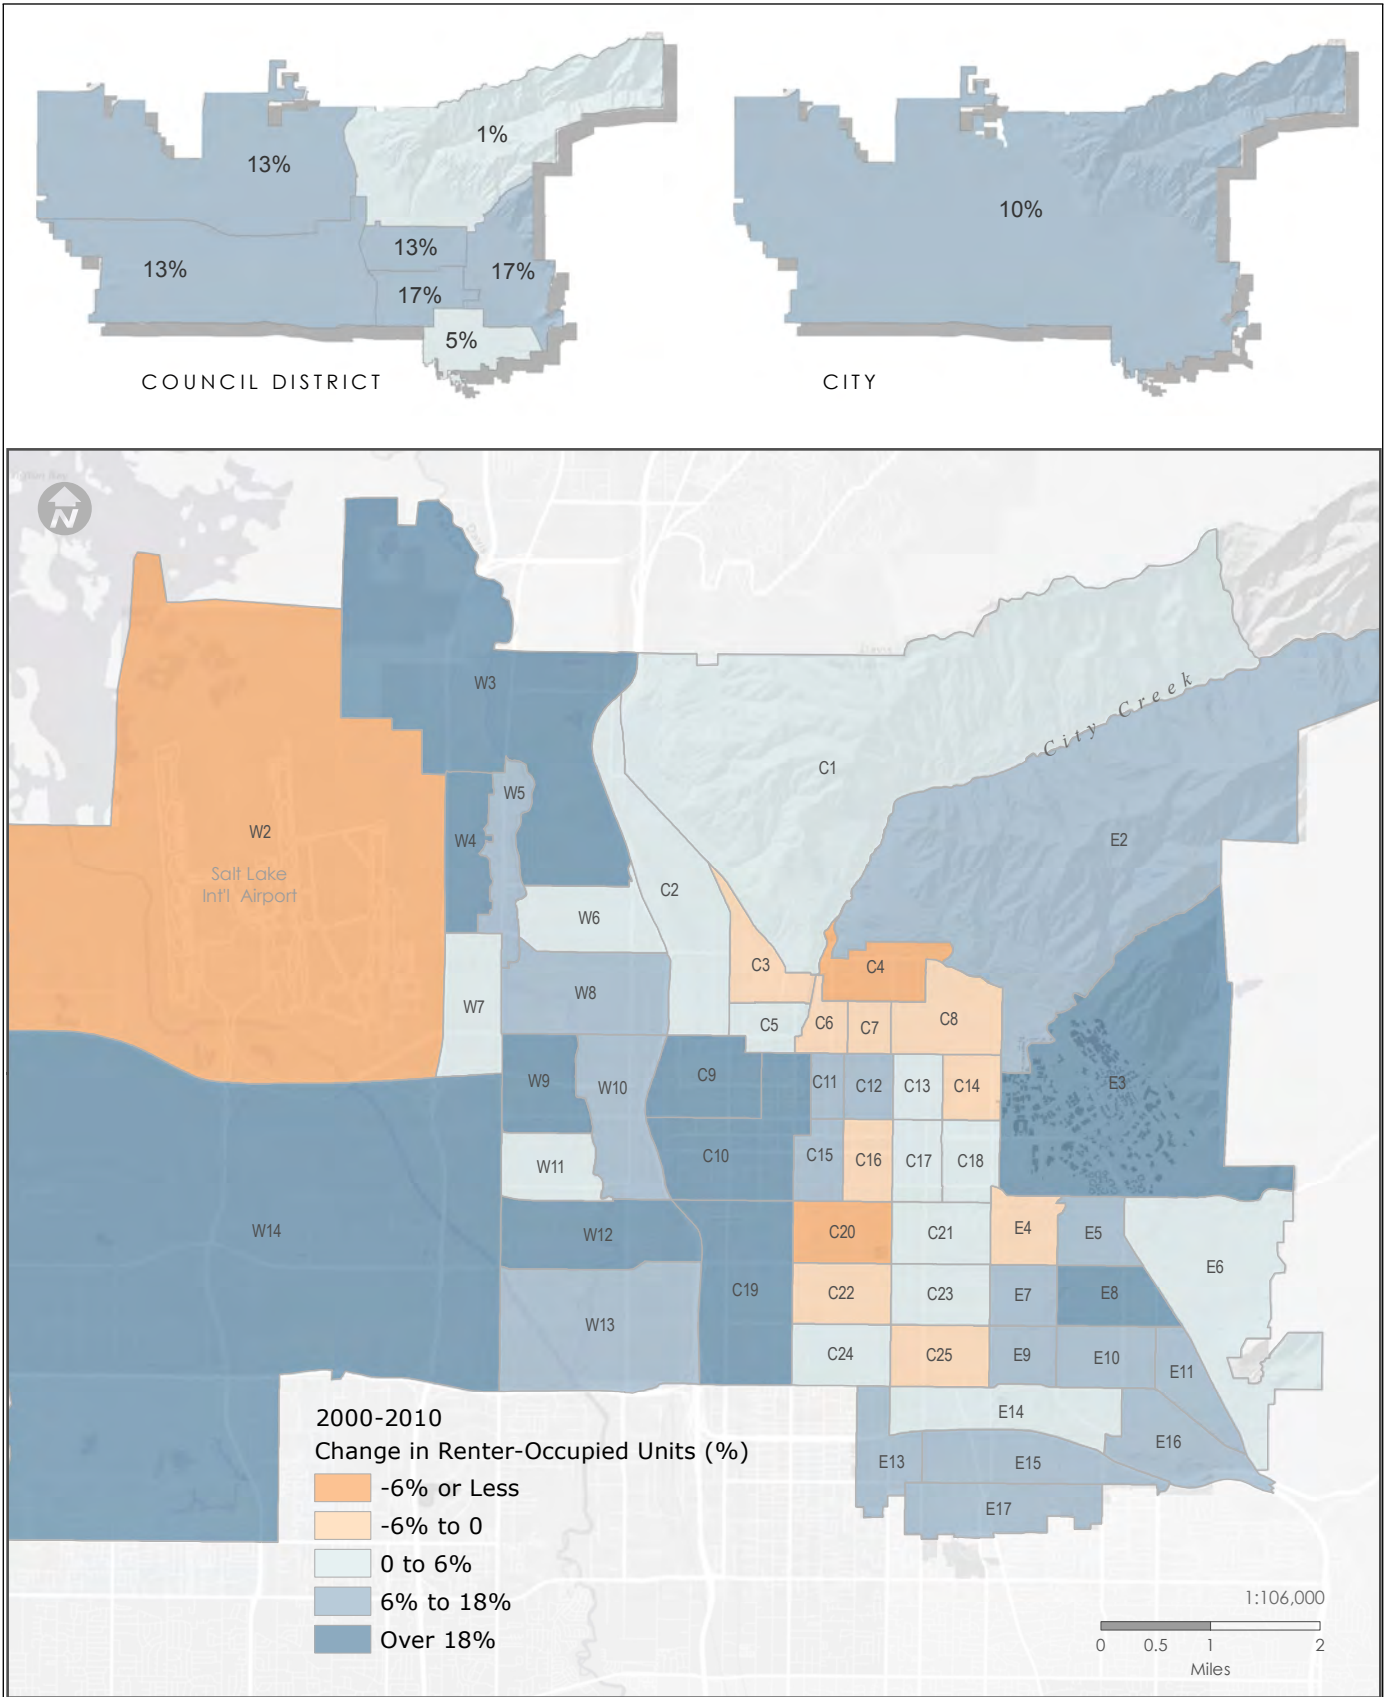 1%
13%
10%
13%
13%
17%
17%
5%
COUNCIL DISTRICT
CITY
N
W3
City Creek
C1
W5
W2
W4
E2
Salt Lake
Int'l Airport
C2
W6
C3
C4
W8
W7
C5
C6
C7
C8
W9
W10
C9
C11
C12
C13
C14
E3
W11
C10
C15
C16
C17
C18
W14
W12
C20
C21
E4
E5
E6
C19
C22
C23
E7
E8
W13
C24
C25
E9
E10
E11
E14
E16
E13
E15
E17
2000-2010
Change in Renter-Occupied Units (%)
-6% or Less
-6% to 0
0 to 6%
6% to 18%
Over 18%
1:106,000
0 0.5 1 2
Miles